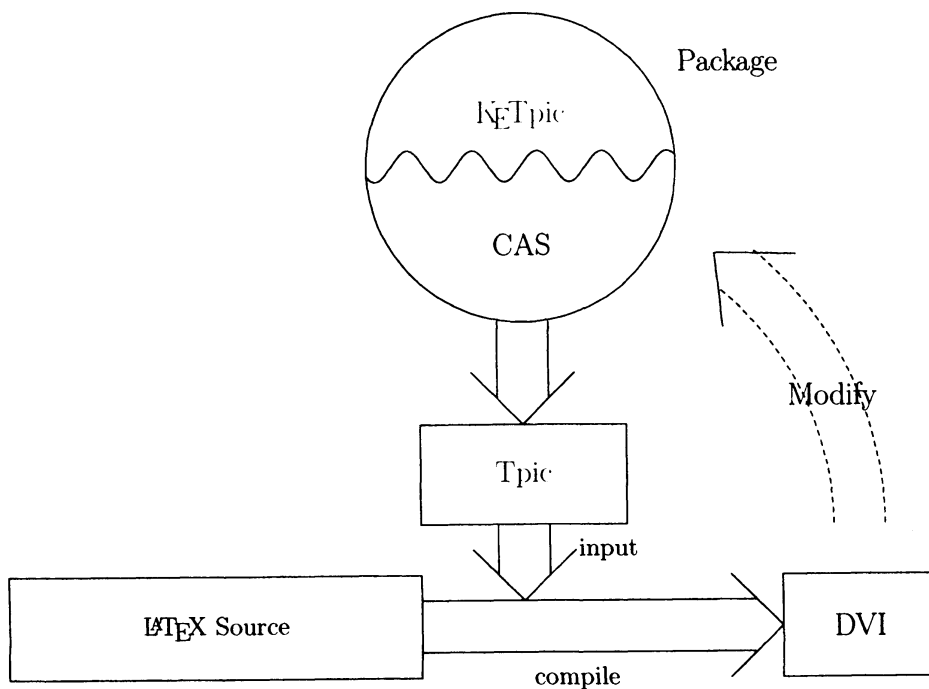 Package
KETpic
CAS
Modify
Tpic
input
LATEX Source
DVI
compile